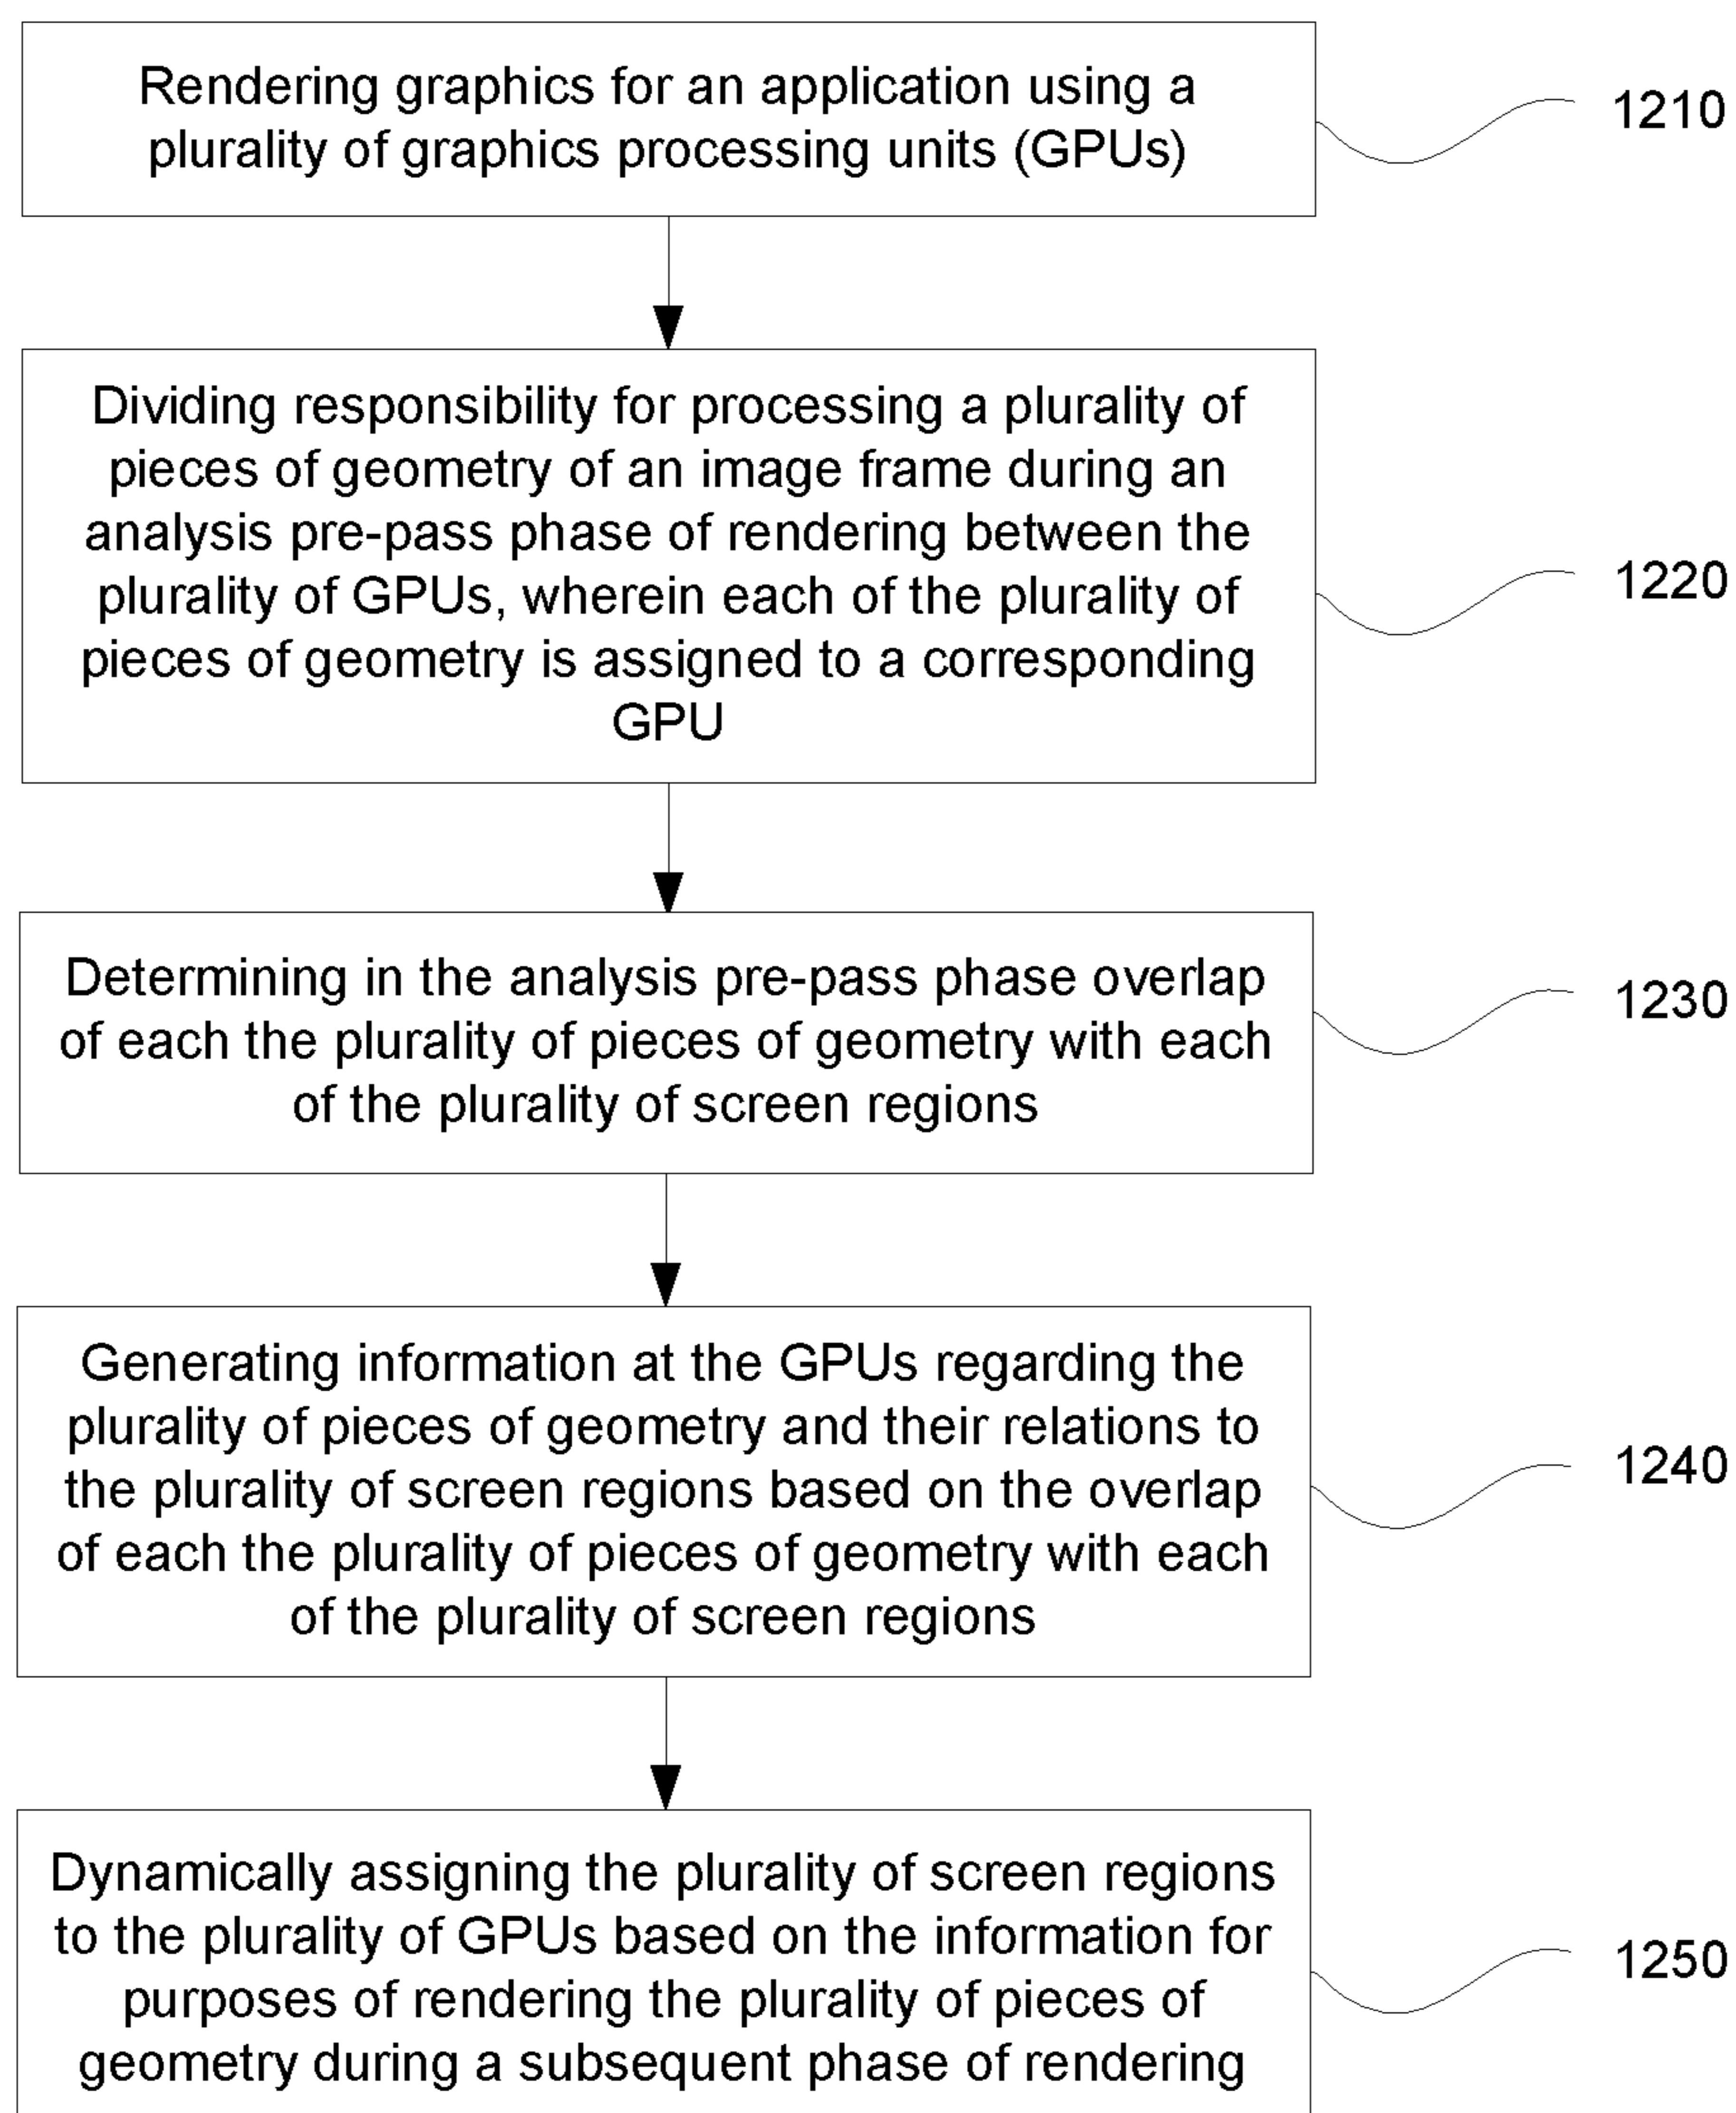 Rendering graphics for an application using a
plurality of graphics processing units (GPUs)
1210
Dividing responsibility for processing a plurality of
pieces of geometry of an image frame during an
analysis pre-pass phase of rendering between the
plurality of GPUs, wherein each of the plurality of
pieces of geometry is assigned to a corresponding
GPU
1220
Determining in the analysis pre-pass phase overlap
of each the plurality of pieces of geometry with each
of the plurality of screen regions
1230
Generating information at the GPUs regarding the
plurality of pieces of geometry and their relations to
the plurality of screen regions based on the overlap
of each the plurality of pieces of geometry with each
of the plurality of screen regions
1240
Dynamically assigning the plurality of screen regions
to the plurality of GPUs based on the information for
purposes of rendering the plurality of pieces of
geometry during a subsequent phase of rendering
1250